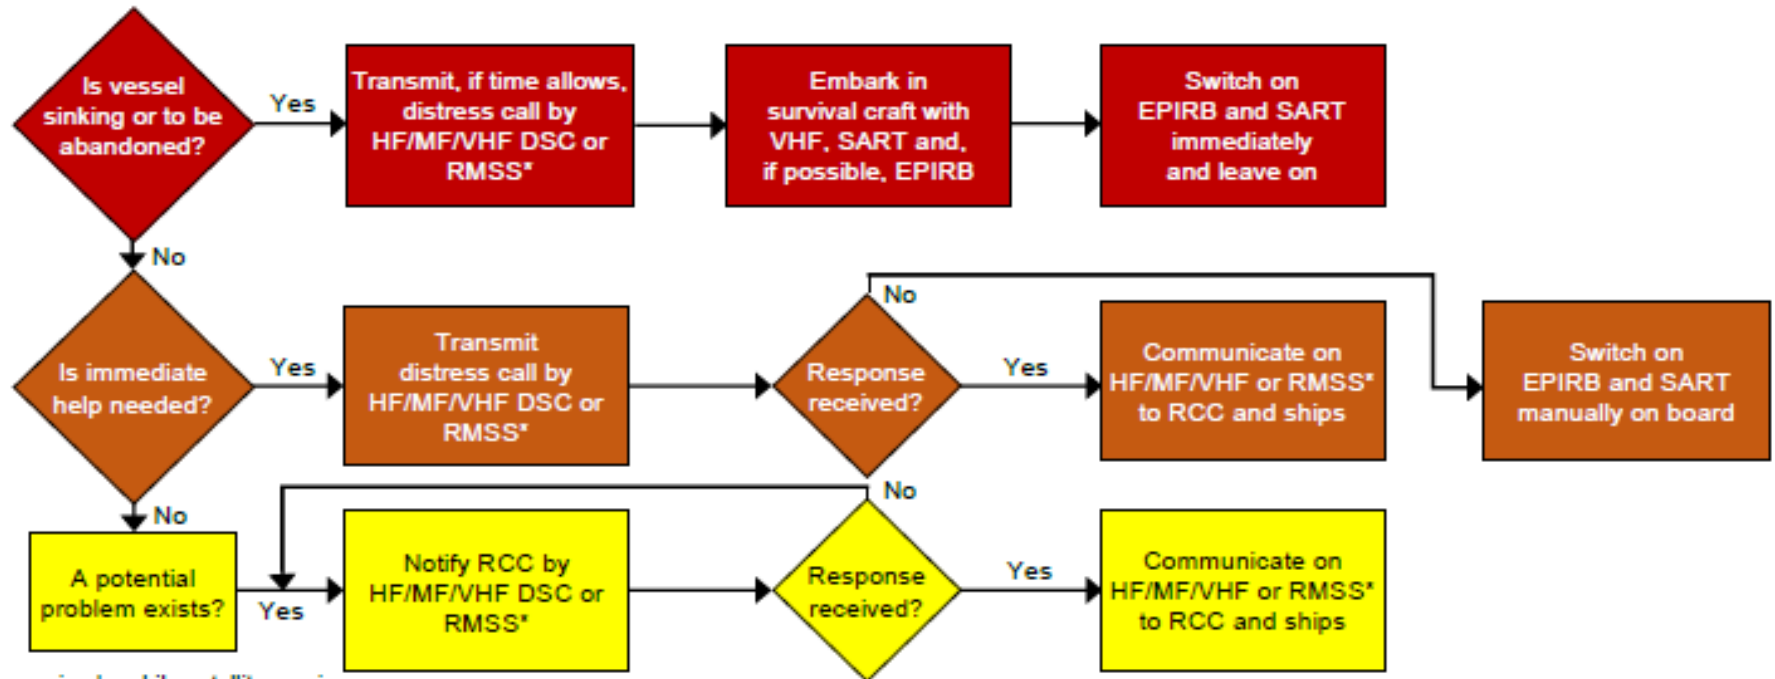 Is vessel
sinking or to be
abandoned?
Yes
Transmit, if time allows,
distress call by
HF/MF/VHF DSC or
RMSS*
Embark in
survival craft with
VHF, SART and,
if possible, EPIRB
Switch on
EPIRB and SART
immediately
and leave on
No
Is immediate
help needed?
Yes
Transmit
distress call by
HF/MF/VHF DSC or
RMSS*
Response
received?
No
Yes
Communicate on
HF/MF/VHF or RMSS*
to RCC and ships
Switch on
EPIRB and SART
manually on board
No
A potential
problem exists?
Yes
Notify RCC by
HF/MF/VHF DSC or
RMSS*
Response
received?
No
Yes
Communicate on
HF/MF/VHF or RMSS*
to RCC and ships